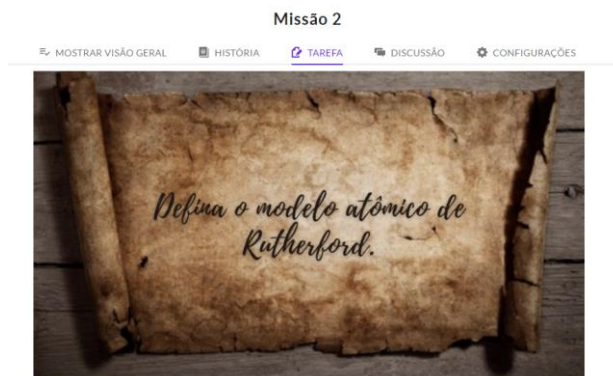 Missão 2
MOSTRAR VISÃO GERAL HISTÓRIA TAREFA DISCUSSÃO CONFIGURAÇÕES
Defina o modelo atômico de
Rutherford.